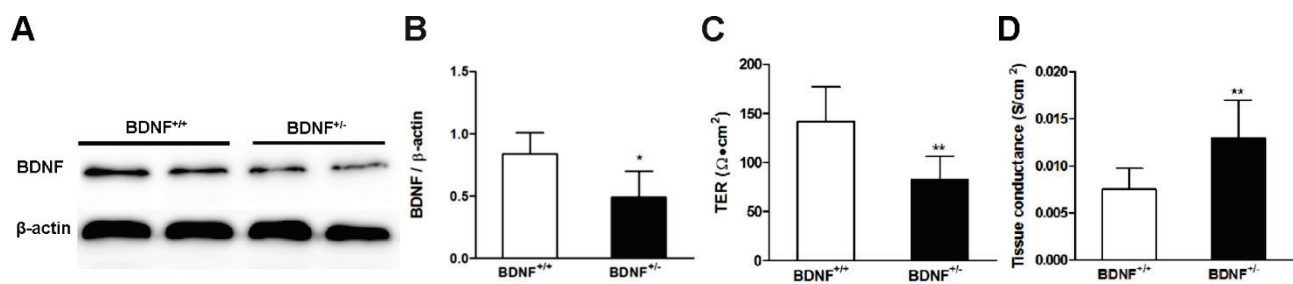 A
BDNF+/+ BDNF+/-
BDNF
β-actin
B
BDNF / β-actin
1.5
1.0
0.5
0.0
*
BDNF+/+ BDNF+/-
C
TER (Ω●cm2)
200
150
100
50
0
**
BDNF+/+ BDNF+/-
D
Tissue conductance (S/cm2)
0.020
0.015
0.010
0.005
0.000
**
BDNF+/+ BDNF+/-